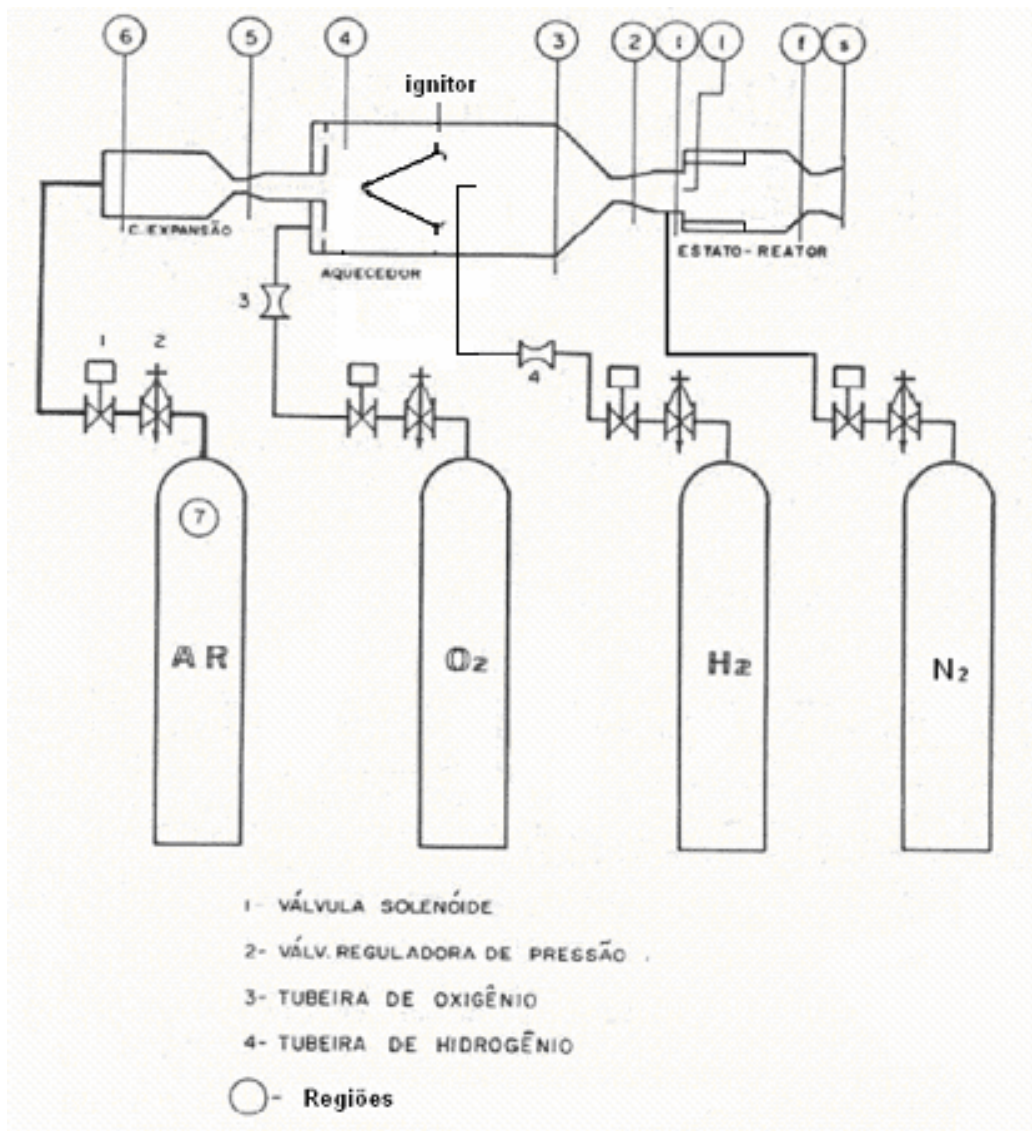 6 5 4 3 2 i 1 f s
ignitor
C. EXPANSÃO
AQUECEDOR
ESTATO-REATOR
3
1 2
4
7
AR
O2
H2
N2
1- VÁLVULA SOLENÓIDE
2- VÁLV. REGULADORA DE PRESSÃO .
3- TUBEIRA DE OXIGÊNIO
4- TUBEIRA DE HIDROGÊNIO
- Regiões